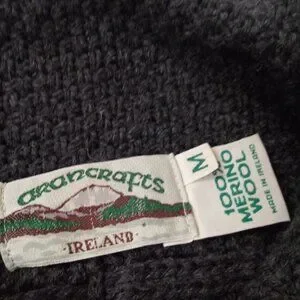 arancrafts
·IRELAND·
M
100%
MERINO
WOOL
MADE IN IRELAND